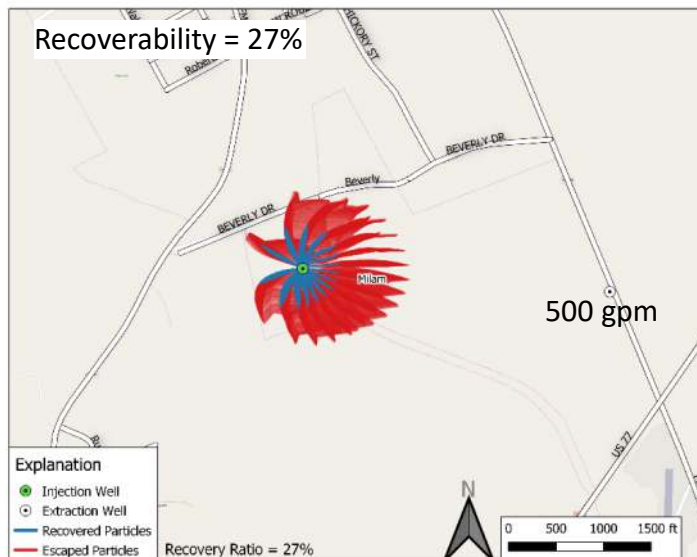 Recoverability = 27%
HICKORY ST
BEVERLY DR
Beverly
BEVERLY DR
Milam
500 gpm
US 77
Explanation
Injection Well
Extraction Well
Recovered Particles
Escaped Particles
Recovery Ratio = 27%
N
0 500 1000 1500 ft